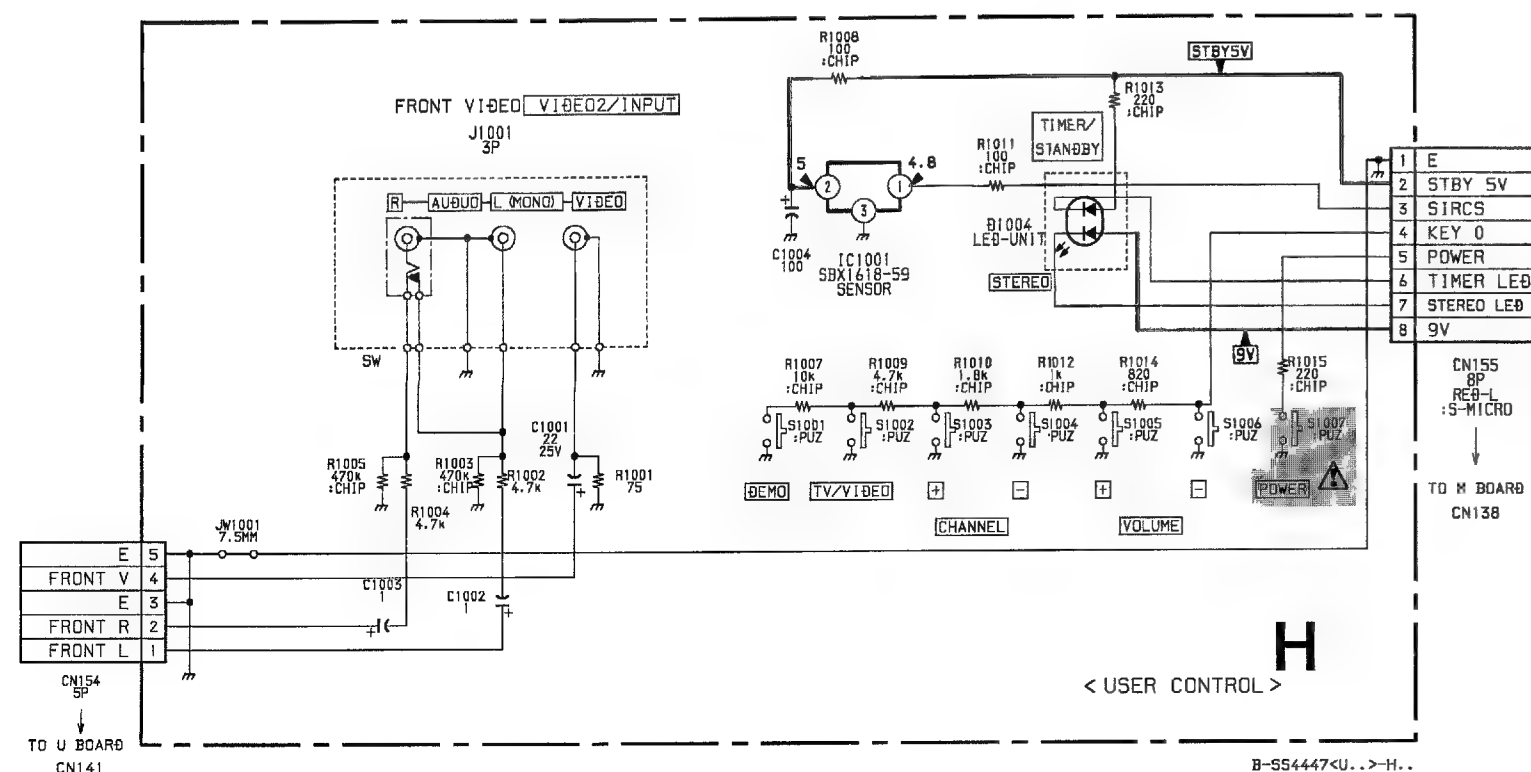 R1008
100
:CHIP
STBY5V
R1013
220
:CHIP
FRONT VIDEO VIDEO2/INPUT
J1001
3P
TIMER/
STANDBY
R1011
100
:CHIP
5
4.8
2
1
3
R AUDUO L (MONO) VIDEO
C1004
100
IC1001
SBX1618-59
SENSOR
D1004
LED-UNIT
STEREO
1 E
2 STBY 5V
3 SIRCS
4 KEY 0
5 POWER
6 TIMER LED
7 STEREO LED
8 9V
SW
9V
CN155
8P
RED-L
:S-MICRO
TO M BOARD
CN138
R1007
10k
:CHIP
R1009
4.7k
:CHIP
R1010
1.8k
:CHIP
R1012
1k
:CHIP
R1014
820
:CHIP
R1015
220
:CHIP
S1001
:PUZ
S1002
:PUZ
S1003
:PUZ
S1004
:PUZ
S1005
:PUZ
S1006
:PUZ
S1007
:PUZ
DEMO TV/VIDEO + - + - POWER
CHANNEL VOLUME
C1001
22
25V
R1005
470k
:CHIP
R1003
470k
:CHIP
R1002
4.7k
R1001
75
R1004
4.7k
JW1001
7.5MM
E 5
FRONT V 4
E 3
FRONT R 2
FRONT L 1
C1003
1
+
C1002
1
+
CN154
5P
TO U BOARD
CN141
H
< USER CONTROL >
B-SS4447<U..>-H..